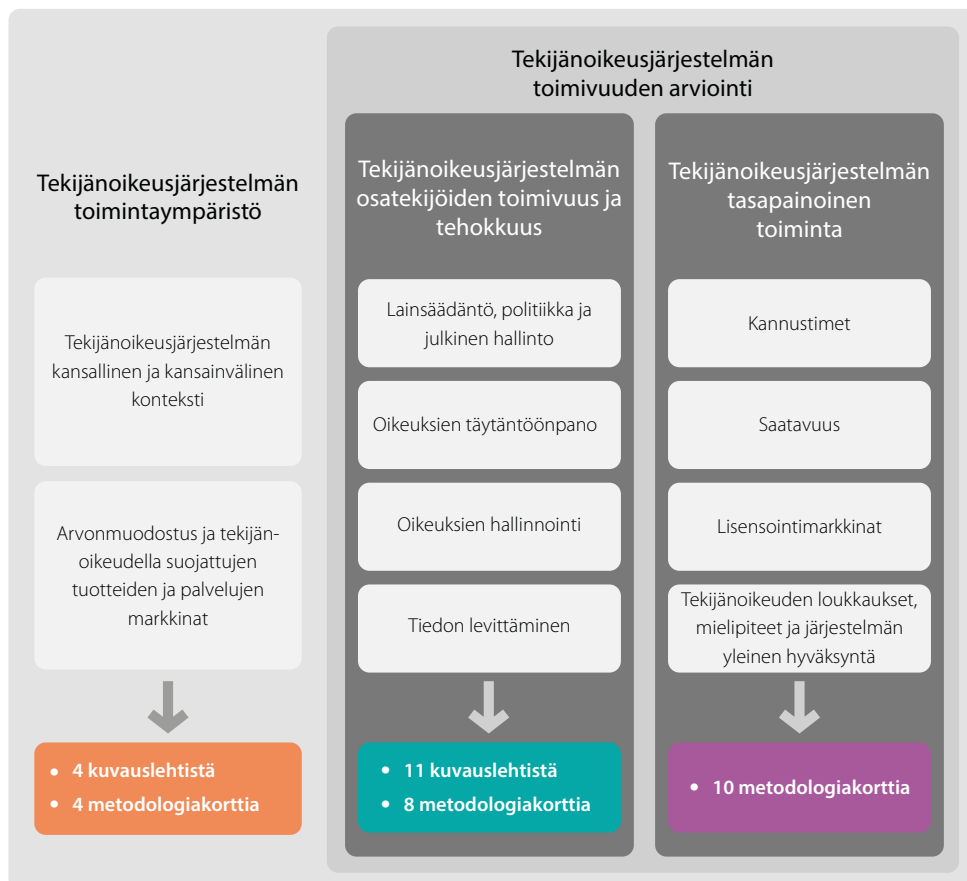 Tekijänoikeusjärjestelmän
toimivuuden arviointi
Tekijänoikeusjärjestelmän
toimintaympäristö
Tekijänoikeusjärjestelmän
kansallinen ja kansainvälinen
konteksti
Arvonmuodostus ja tekijän-
oikeudella suojattujen
tuotteiden ja palvelujen
markkinat
• 4 kuvauslehtistä
• 4 metodologiakorttia
Tekijänoikeusjärjestelmän
osatekijöiden toimivuus ja
tehokkuus
Lainsäädäntö, politiikka ja
julkinen hallinto
Oikeuksien täytäntöönpano
Oikeuksien hallinnointi
Tiedon levittäminen
• 11 kuvauslehtistä
• 8 metodologiakorttia
Tekijänoikeusjärjestelmän
tasapainoinen
toiminta
Kannustimet
Saatavuus
Lisensointimarkkinat
Tekijänoikeuden loukkaukset,
mielipiteet ja järjestelmän
yleinen hyväksyntä
• 10 metodologiakorttia